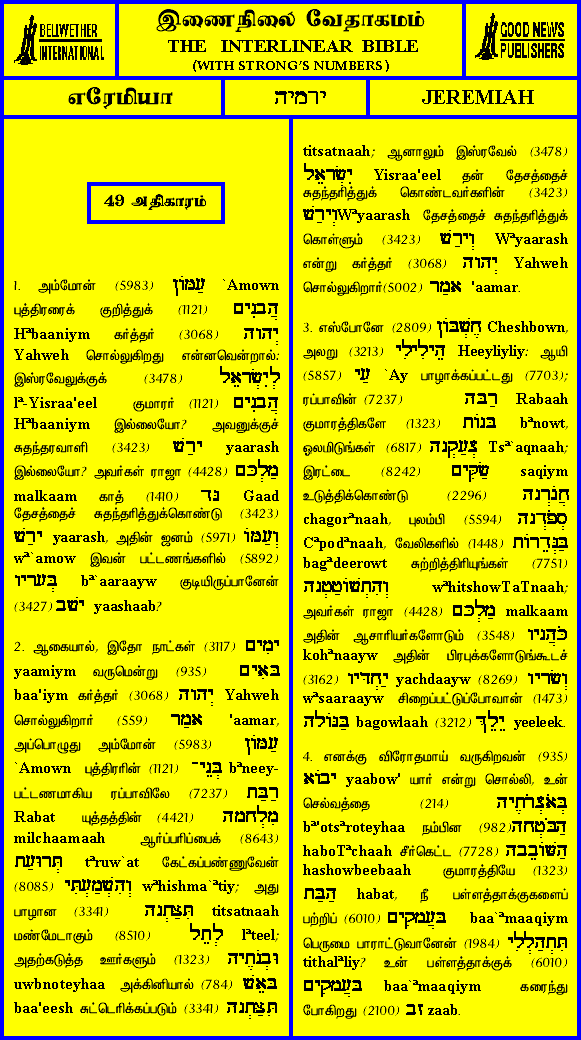 BELLWETHER
INTERNATIONAL
இணைநிலை வேதாகமம்
THE INTERLINEAR BIBLE
(WITH STRONG'S NUMBERS)
GOOD NEWS
PUBLISHERS
எரேமியா
ירמיה
JEREMIAH
49 அதிகாரம்
1. அம்மோன் (5983) עַמּוֹן `Amown
புத்திரரைக் குறித்துக் (1121) הֲבָנִים
Hªbaaniym கர்த்தர் (3068) יְהוָה
Yahweh சொல்லுகிறது என்னவென்றால்:
இஸ்ரவேலுக்குக் (3478) לְיִשְׂרָאֵל
lª-Yisraa'eel குமாரர் (1121) הֲבָנִים
Hªbaaniym இல்லையோ? அவனுக்குச்
சுதந்தரவாளி (3423) יֹרֵשׁ yaarash
இல்லையோ? அவர்கள் ராஜா (4428) מַלְכָּם
malkaam காத் (1410) גָּד Gaad
தேசத்தைச் சுதந்தரித்துக்கொண்டு (3423)
יֹרֵשׁ yaarash, அதின் ஜனம் (5971) וְעַמּוֹ
wª`amow இவன் பட்டணங்களில் (5892)
בְּעָרָיו bª`aaraayw குடியிருப்பானேன்
(3427) יָשָׁב yaashaab?
2. ஆகையால், இதோ நாட்கள் (3117) יָמִים
yaamiym வருமென்று (935) בָּאִים
baa'iym கர்த்தர் (3068) יְהוָה Yahweh
சொல்லுகிறார் (559) אָמַר 'aamar,
அப்பொழுது அம்மோன் (5983) עַמּוֹן
`Amown புத்திரரின் (1121) בְּנֵי־ bªneey-
பட்டணமாகிய ரப்பாவிலே (7237) רַבַּת
Rabat யுத்தத்தின் (4421) מִלְחָמָה
milchaamaah ஆர்ப்பரிப்பைக் (8643)
תְּרוּעַת tªruw`at கேட்கப்பண்ணுவேன்
(8085) וְהִשְׁמַעְתִּי wªhishma`ªtiy; அது
பாழான (3341) תִּצַּתְנָה titsatnaah
மண்மேடாகும் (8510) לְתֵל lªteel;
அதற்கடுத்த ஊர்களும் (1323) וּבְנֹתֶיהָ
uwbnoteyhaa அக்கினியால் (784) בָּאֵשׁ
baa'eesh சுட்டெரிக்கப்படும் (3341) תִּצַּתְנָה
titsatnaah; ஆனாலும் இஸ்ரவேல் (3478)
יִשְׂרָאֵל Yisraa'eel தன் தேசத்தைச்
சுதந்தரித்துக் கொண்டவர்களின் (3423)
וְיָרַשׁWªyaarash தேசத்தைச் சுதந்தரித்துக்
கொள்ளும் (3423) וְיָרַשׁ Wªyaarash
என்று கர்த்தர் (3068) יְהוָה Yahweh
சொல்லுகிறார்(5002) אָמַר 'aamar.
3. எஸ்போனே (2809) חֶשְׁבּוֹן Cheshbown,
அலறு (3213) הֵילִילִי Heeyliyliy: ஆயி
(5857) עַי `Ay பாழாக்கப்பட்டது (7703);
ரப்பாவின் (7237) רַבָּה Rabaah
குமாரத்திகளே (1323) בְּנוֹת bªnowt,
ஓலமிடுங்கள் (6817) צְעַקְנָה Tsª`aqnaah;
இரட்டை (8242) שַׂקִּים saqiym
உடுத்திக்கொண்டு (2296) חֲגֹרְנָה
chagorªnaah, புலம்பி (5594) סְפֹדְנָה
Cªpodªnaah, வேலிகளில் (1448) בַּגְּדֵרוֹת
bagªdeerowt சுற்றித்திரியுங்கள் (7751)
וְהִתְשׁוֹטַטְנָה wªhitshowTaTnaah;
அவர்கள் ராஜா (4428) מַלְכָּם malkaam
அதின் ஆசாரியர்களோடும் (3548) כֹּהֲנָיו
kohªnaayw அதின் பிரபுக்களோடுங்கூடச்
(3162) יַחְדָּיו yachdaayw (8269) וְשָׂרָיו
wªsaaraayw சிறைப்பட்டுப்போவான் (1473)
בַּגּוֹלָה bagowlaah (3212) יֵלֵךְ yeeleek.
4. எனக்கு விரோதமாய் வருகிறவன் (935)
יָבוֹא yaabow' யார் என்று சொல்லி, உன்
செல்வத்தை (214) בְּאֹצְרֹתֶיהָ
bª'otsªroteyhaa நம்பின (982) הַבֹּטְחָה
haboTªchaah சீர்கெட்ட (7728) הַשּׁוֹבֵבָה
hashowbeebaah குமாரத்தியே (1323)
הַבַּת habat, நீ பள்ளத்தாக்குகளைப்
பற்றிப் (6010) בָּעֲמָקִים baa`ªmaaqiym
பெருமை பாராட்டுவானேன் (1984) תִּתְהַלְלִי
tithalªliy? உன் பள்ளத்தாக்குக் (6010)
בָּעֲמָקִים baa`ªmaaqiym கரைந்து
போகிறது (2100) זָב zaab.